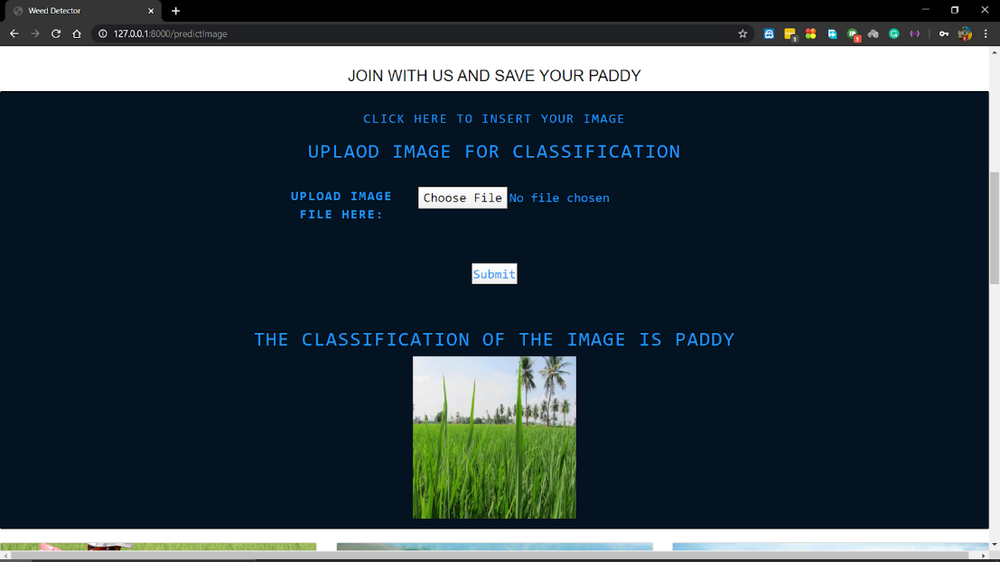 Weed Detector
127.0.0.1:8000/predictImage
1
1
JOIN WITH US AND SAVE YOUR PADDY
CLICK HERE TO INSERT YOUR IMAGE
UPLAOD IMAGE FOR CLASSIFICATION
UPLOAD IMAGE
FILE HERE:
Choose File No file chosen
Submit
THE CLASSIFICATION OF THE IMAGE IS PADDY